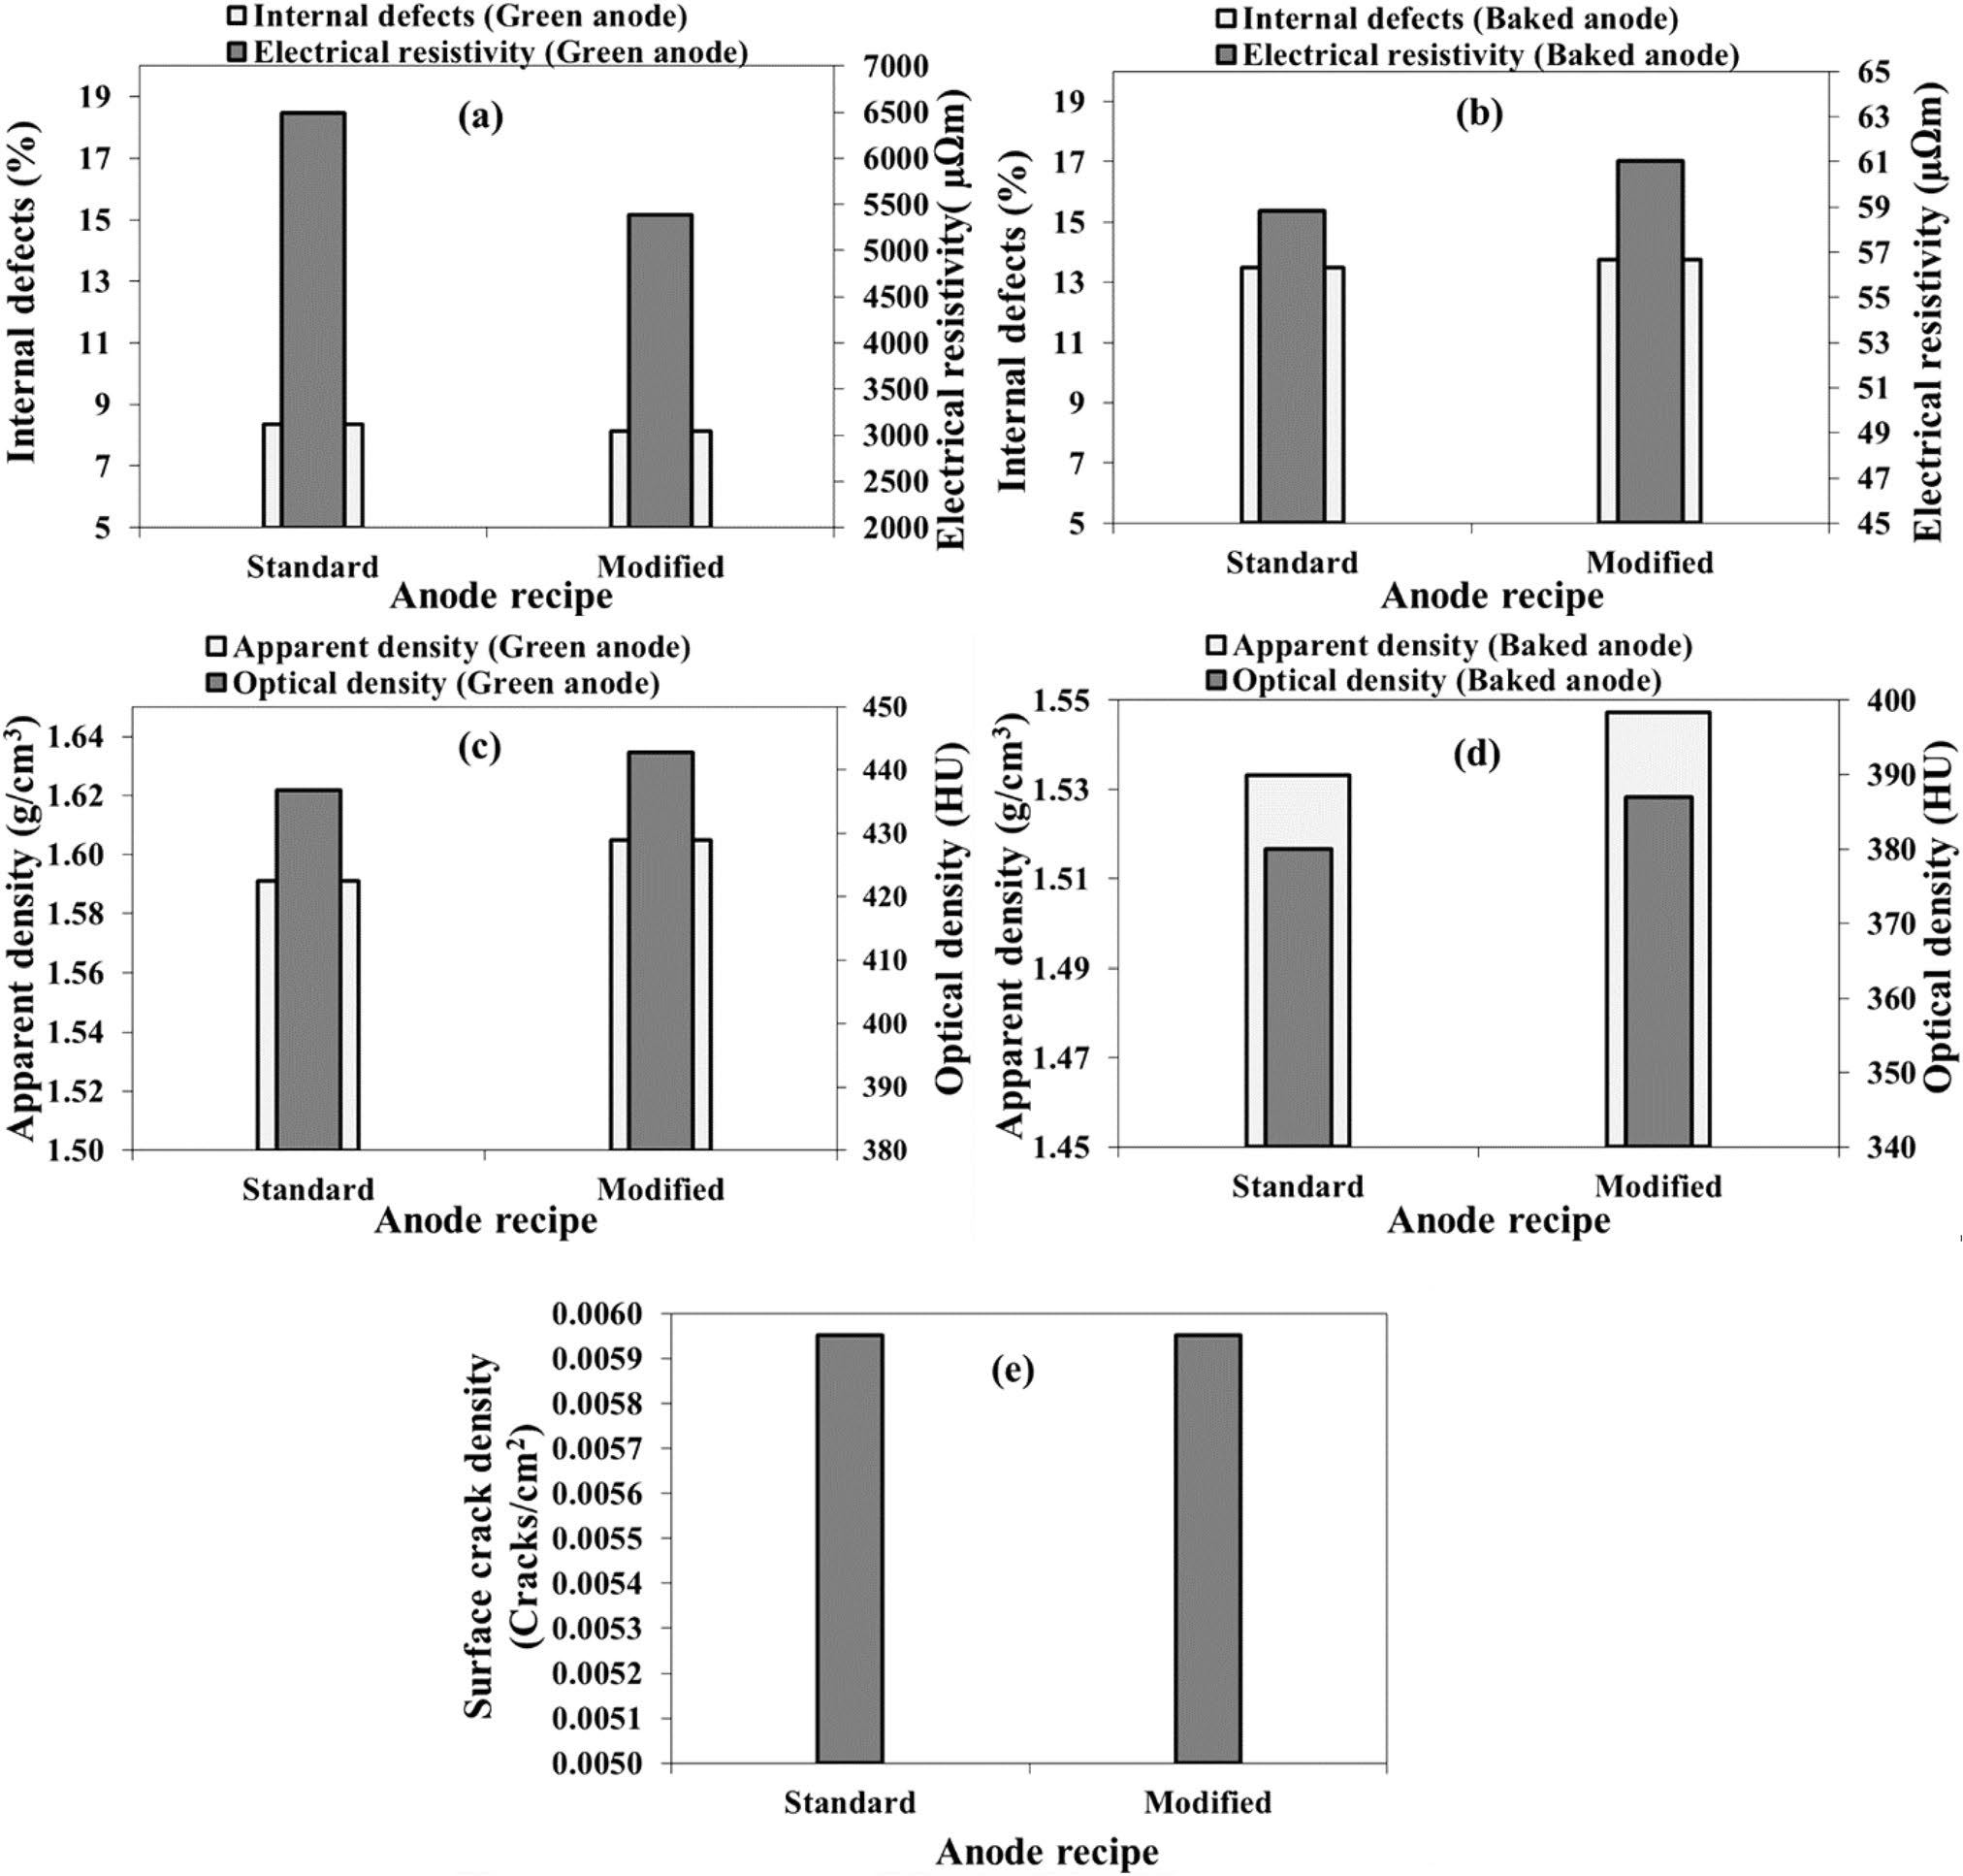 Internal defects (Green anode)
Electrical resistivity (Green anode)
(a)
Internal defects (%)
19
17
15
13
11
9
7
5
7000
6500
6000
5500
5000
4500
4000
3500
3000
2500
2000
Electrical resistivity( μΩm)
Standard
Modified
Anode recipe
Internal defects (Baked anode)
Electrical resistivity (Baked anode)
(b)
Internal defects (%)
19
17
15
13
11
9
7
5
65
63
61
59
57
55
53
51
49
47
45
Electrical resistivity (μΩm)
Standard
Modified
Anode recipe
Apparent density (Green anode)
Optical density (Green anode)
(c)
Apparent density (g/cm³)
1.64
1.62
1.60
1.58
1.56
1.54
1.52
1.50
450
440
430
420
410
400
390
380
Optical density (HU)
Standard
Modified
Anode recipe
Apparent density (Baked anode)
Optical density (Baked anode)
(d)
Apparent density (g/cm³)
1.55
1.53
1.51
1.49
1.47
1.45
400
390
380
370
360
350
340
Optical density (HU)
Standard
Modified
Anode recipe
(e)
Surface crack density
(Cracks/cm²)
0.0060
0.0059
0.0058
0.0057
0.0056
0.0055
0.0054
0.0053
0.0052
0.0051
0.0050
Standard
Modified
Anode recipe